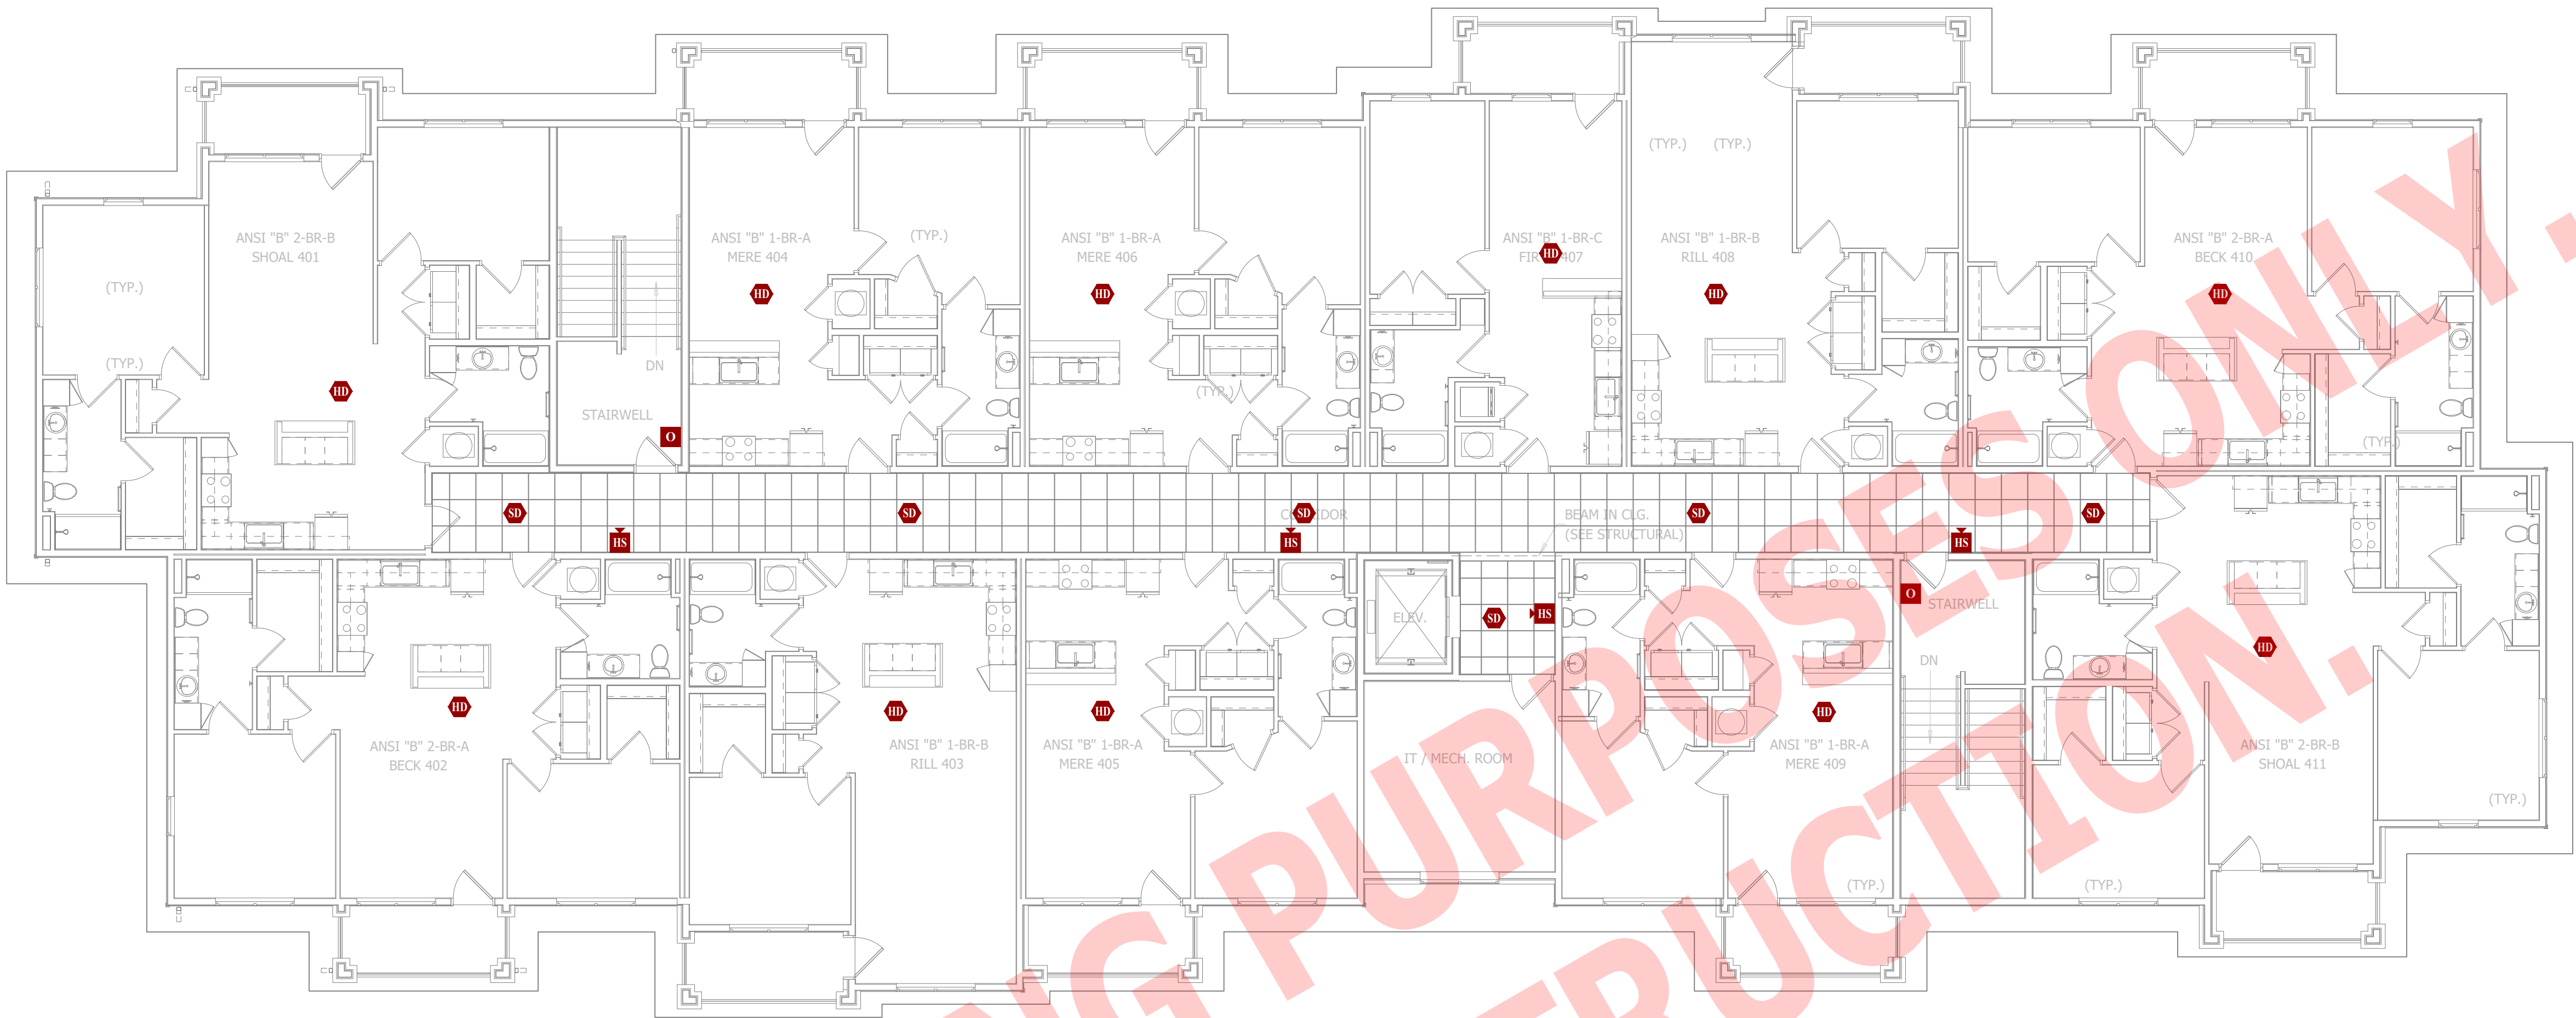 (TYP.)
(TYP.)
ANSI "B" 2-BR-B
SHOAL 401
ANSI "B" 1-BR-A
MERE 404
(TYP.)
ANSI "B" 1-BR-A
MERE 406
ANSI "B" 1-BR-C
407
ANSI "B" 1-BR-B
RILL 408
ANSI "B" 2-BR-A
BECK 410
(TYP.)
HD
HD
HD
HD
HD
HD
(TYP.)
DN
HD
(TYP.)
STAIRWELL
O
(TYP.)
SD
SD
SD
SD
SD
BEAM IN CLG.
(SEE STRUCTURAL)
HS
HS
HS
O
STAIRWELL
ELEV.
SD
HS
HD
DN
HD
HD
HD
HD
ANSI "B" 2-BR-A
BECK 402
ANSI "B" 1-BR-B
RILL 403
ANSI "B" 1-BR-A
MERE 405
IT / MECH. ROOM
ANSI "B" 1-BR-A
MERE 409
ANSI "B" 2-BR-B
SHOAL 411
(TYP.)
(TYP.)
(TYP.)
PURPOSES ONLY.